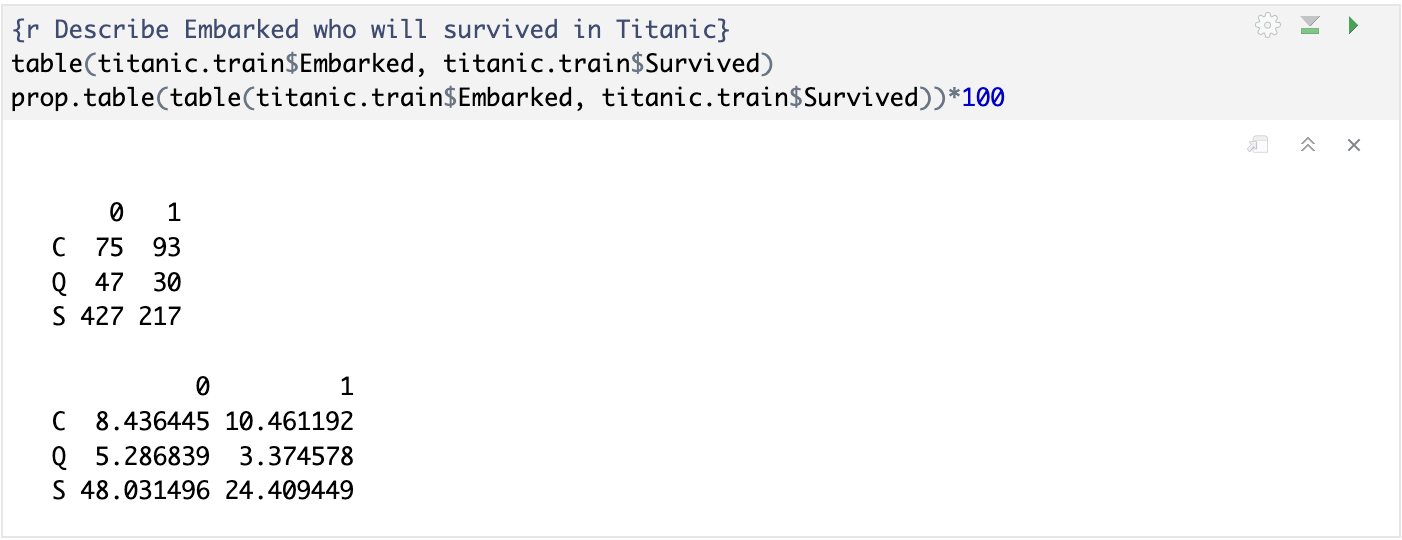 {r Describe Embarked who will survived in Titanic}
table(titanic.train$Embarked, titanic.train$Survived)
prop.table(table(titanic.train$Embarked, titanic.train$Survived))*100
0 1
C 75 93
Q 47 30
S 427 217
0 1
C 8.436445 10.461192
Q 5.286839 3.374578
S 48.031496 24.409449